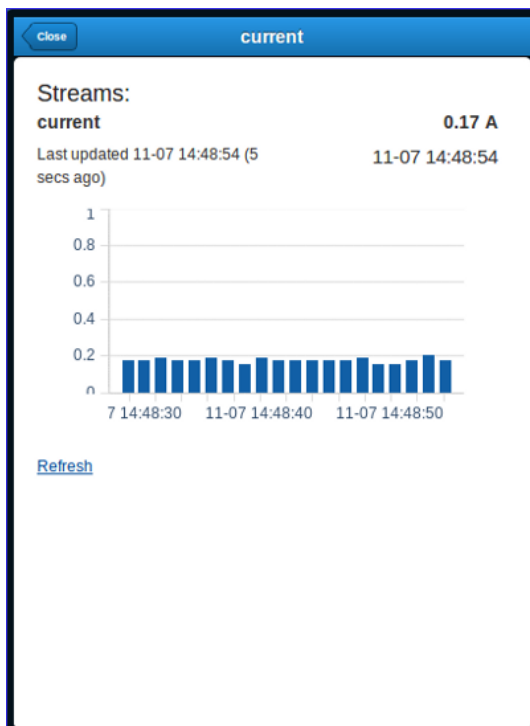 Close
current
Streams:
current
0.17 A
Last updated 11-07 14:48:54 (5
secs ago)
11-07 14:48:54
1
0.8
0.6
0.4
0.2
0
7 14:48:30
11-07 14:48:40
11-07 14:48:50
Refresh